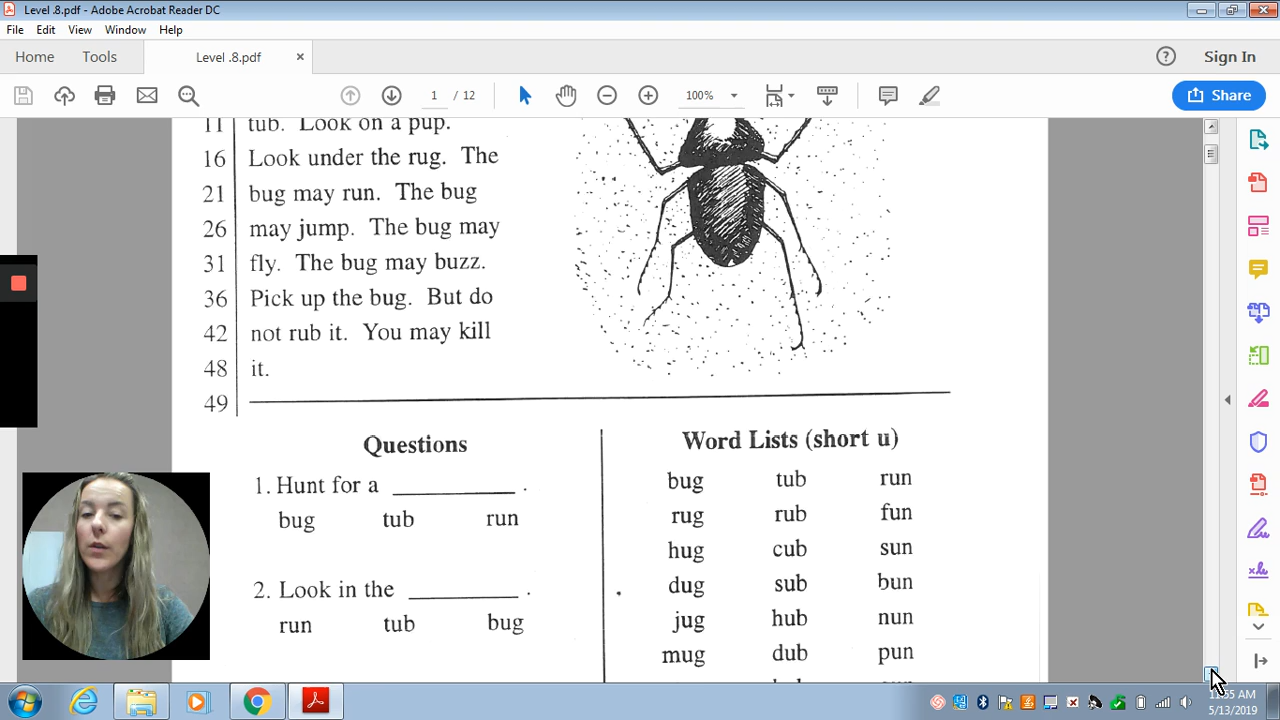 Level .8.pdf - Adobe Acrobat Reader DC
File Edit View Window Help
Home Tools Level .8.pdf × Sign In
1 / 12 100% Share
11 tub. Look on a pup.
16 Look under the rug. The
21 bug may run. The bug
26 may jump. The bug may
31 fly. The bug may buzz.
36 Pick up the bug. But do
42 not rub it. You may kill
48 it.
49
Questions
1. Hunt for a __________ .
bug tub run
2. Look in the __________ .
run tub bug
Word Lists (short u)
bug tub run
rug rub fun
hug cub sun
dug sub bun
jug hub nun
mug dub pun
5/13/2019